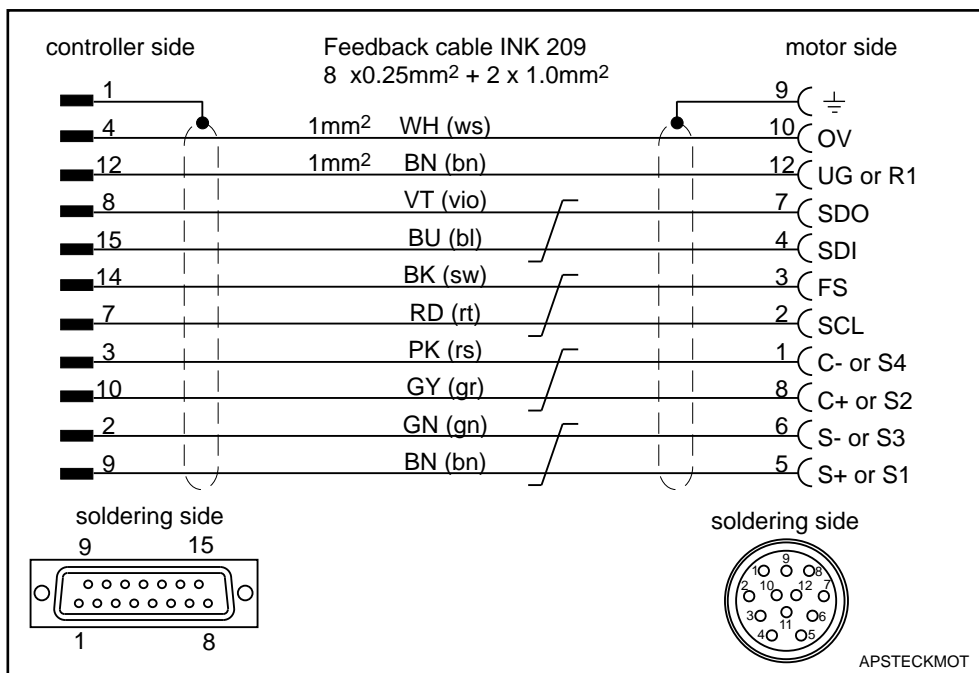 controller side Feedback cable INK 209 motor side
8 x0.25mm² + 2 x 1.0mm²
1 9
4 1mm² WH (ws) 10 OV
12 1mm² BN (bn) 12 UG or R1
8 VT (vio) 7 SDO
15 BU (bl) 4 SDI
14 BK (sw) 3 FS
7 RD (rt) 2 SCL
3 PK (rs) 1 C- or S4
10 GY (gr) 8 C+ or S2
2 GN (gn) 6 S- or S3
9 BN (bn) 5 S+ or S1
soldering side soldering side
9 15
1 8
9
1 8
2 10 12 7
3 11 6
4 5
APSTECKMOT